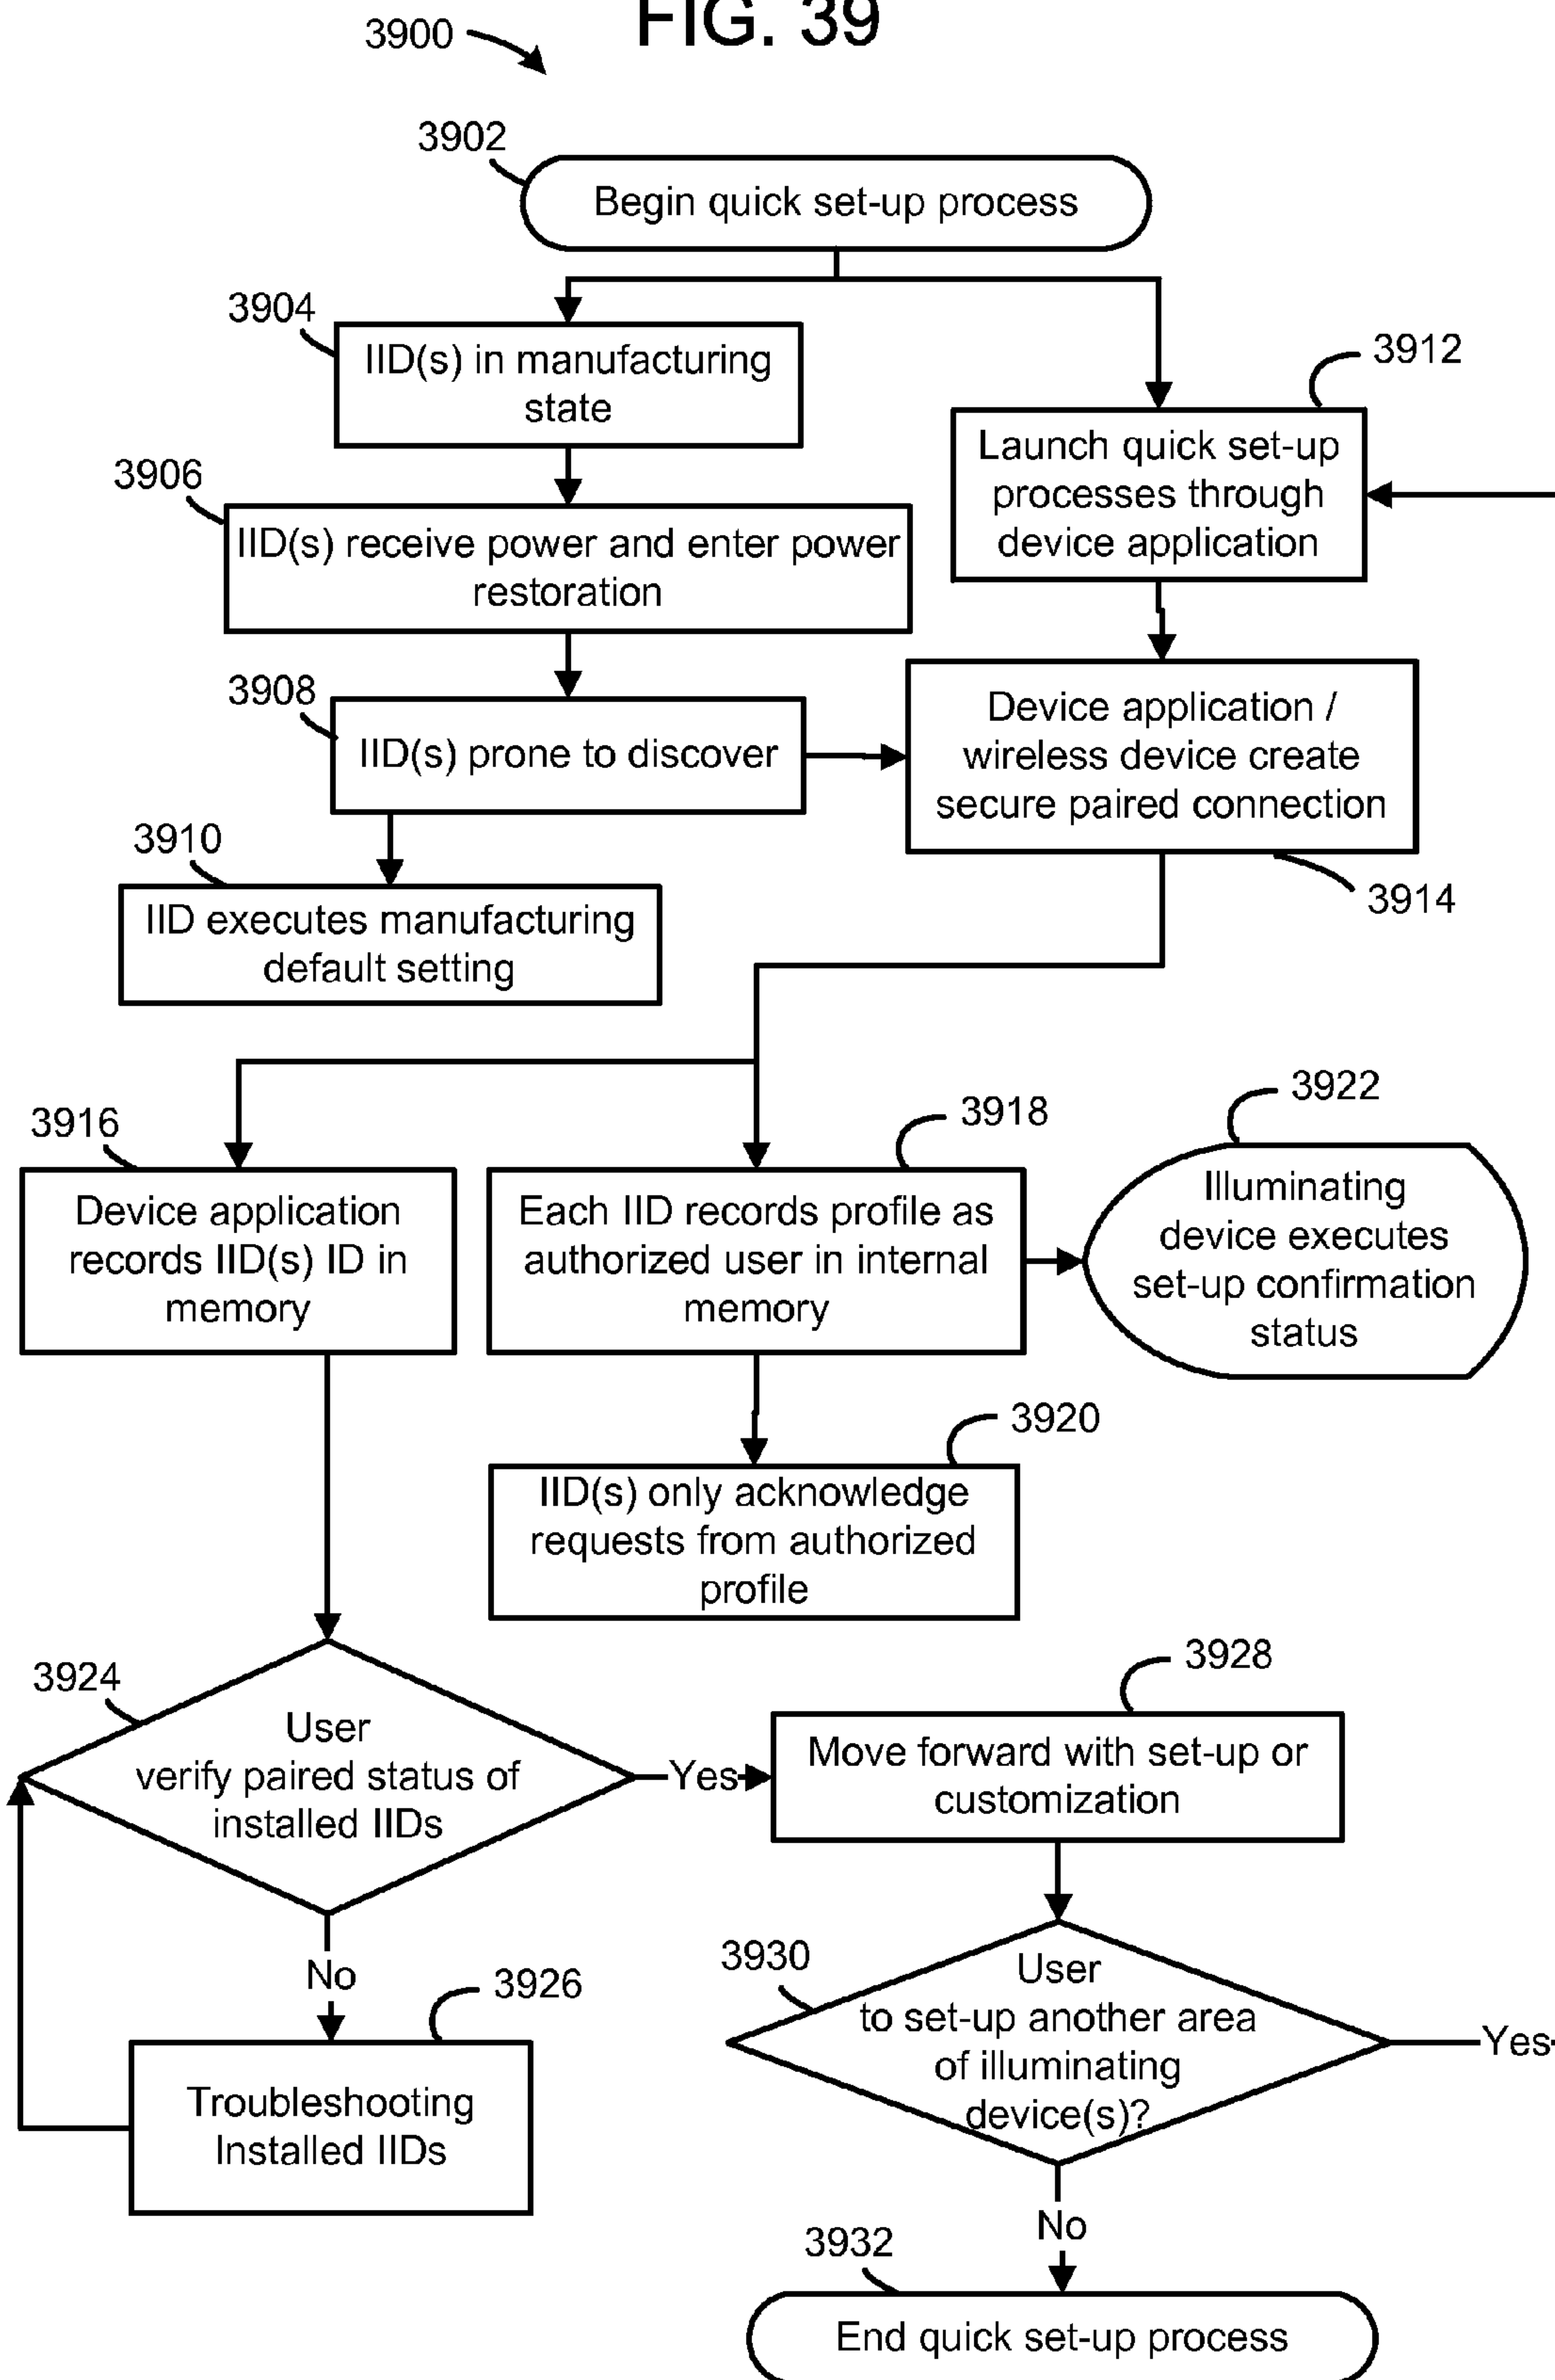 FIG. 39
3900
3902
Begin quick set-up process
3904
IID(s) in manufacturing
state
3912
Launch quick set-up
processes through
device application
3906
IID(s) receive power and enter power
restoration
3908
IID(s) prone to discover
Device application /
wireless device create
secure paired connection
3914
3910
IID executes manufacturing
default setting
3916
Device application
records IID(s) ID in
memory
3918
Each IID records profile as
authorized user in internal
memory
3922
Illuminating
device executes
set-up confirmation
status
3920
IID(s) only acknowledge
requests from authorized
profile
3924
User
verify paired status of
installed IIDs
Yes
3928
Move forward with set-up or
customization
No
3926
Troubleshooting
Installed IIDs
3930
User
to set-up another area
of illuminating
device(s)?
Yes
No
3932
End quick set-up process